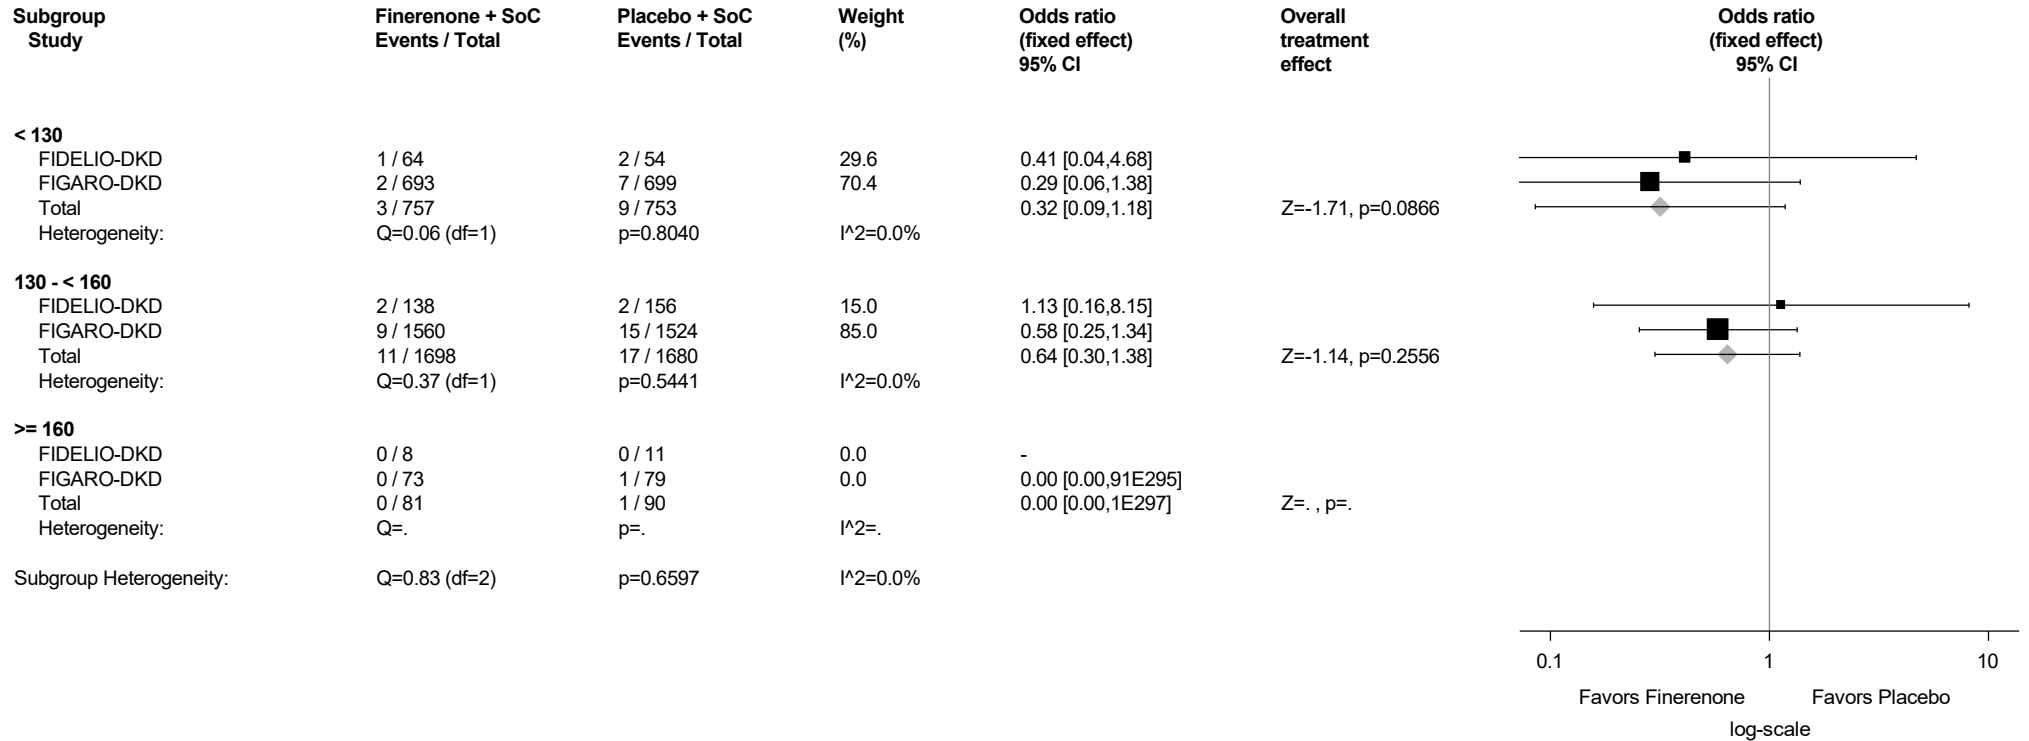 Subgroup Finerenone + SoC Placebo + SoC Weight Odds ratio Overall Odds ratio
Study Events / Total Events / Total (%) (fixed effect) treatment (fixed effect)
95% CI effect 95% CI
< 130
FIDELIO-DKD 1 / 64 2 / 54 29.6 0.41 [0.04,4.68]
FIGARO-DKD 2 / 693 7 / 699 70.4 0.29 [0.06,1.38]
Total 3 / 757 9 / 753 0.32 [0.09,1.18] Z=-1.71, p=0.0866
Heterogeneity: Q=0.06 (df=1) p=0.8040 I^2=0.0%
130 - < 160
FIDELIO-DKD 2 / 138 2 / 156 15.0 1.13 [0.16,8.15]
FIGARO-DKD 9 / 1560 15 / 1524 85.0 0.58 [0.25,1.34]
Total 11 / 1698 17 / 1680 0.64 [0.30,1.38] Z=-1.14, p=0.2556
Heterogeneity: Q=0.37 (df=1) p=0.5441 I^2=0.0%
>= 160
FIDELIO-DKD 0 / 8 0 / 11 0.0 -
FIGARO-DKD 0 / 73 1 / 79 0.0 0.00 [0.00,91E295]
Total 0 / 81 1 / 90 0.00 [0.00,1E297] Z=. , p=.
Heterogeneity: Q=. p=. I^2=.
Subgroup Heterogeneity: Q=0.83 (df=2) p=0.6597 I^2=0.0%
0.1 1 10
Favors Finerenone Favors Placebo
log-scale